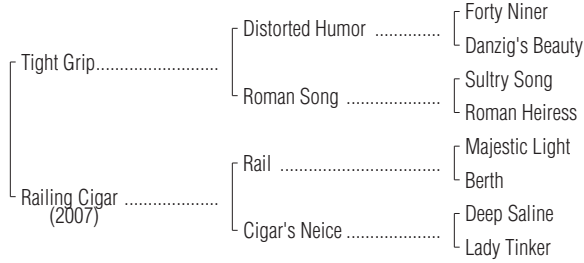 Forty Niner
Distorted Humor ..............
Danzig's Beauty
Tight Grip..........................
Sultry Song
Roman Song .....................
Roman Heiress
Majestic Light
Rail ....................................
Berth
Railing Cigar ....................
(2007)
Deep Saline
Cigar's Neice .....................
Lady Tinker